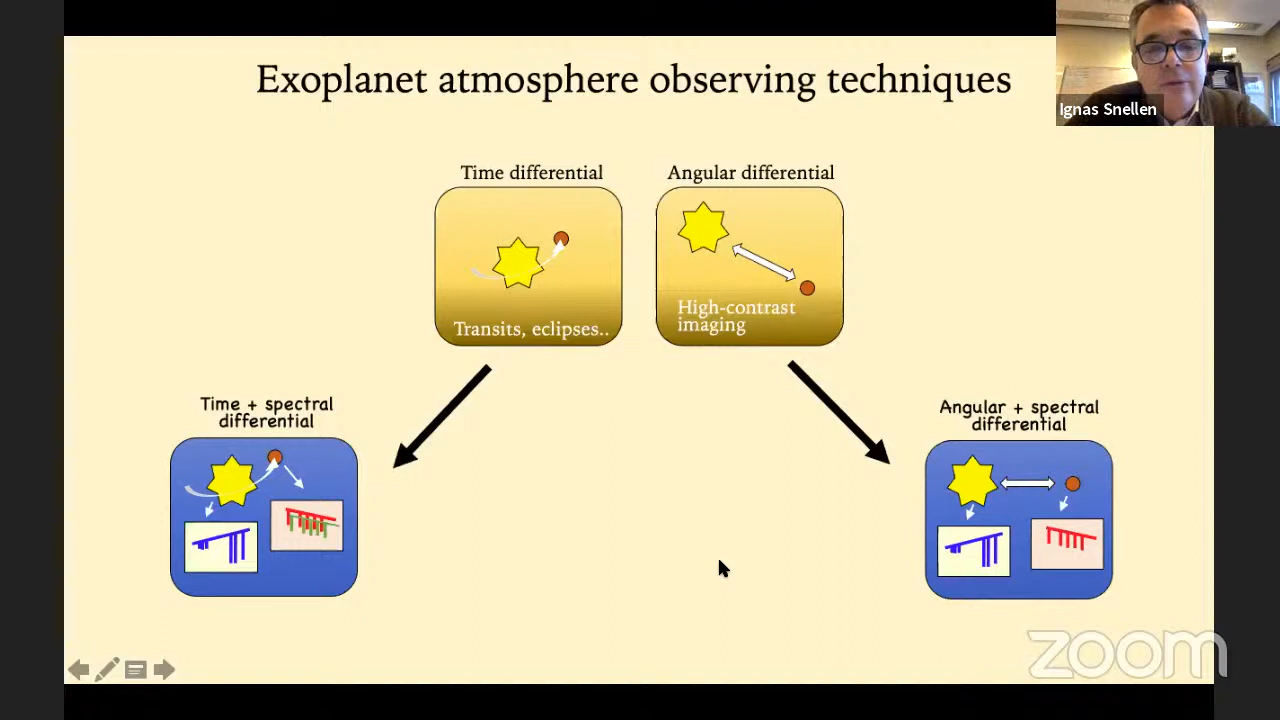 Exoplanet atmosphere observing techniques
Ignas Snellen
Time differential
Angular differential
Transits, eclipses..
High-contrast
imaging
Time + spectral
differential
Angular + spectral
differential
zoom